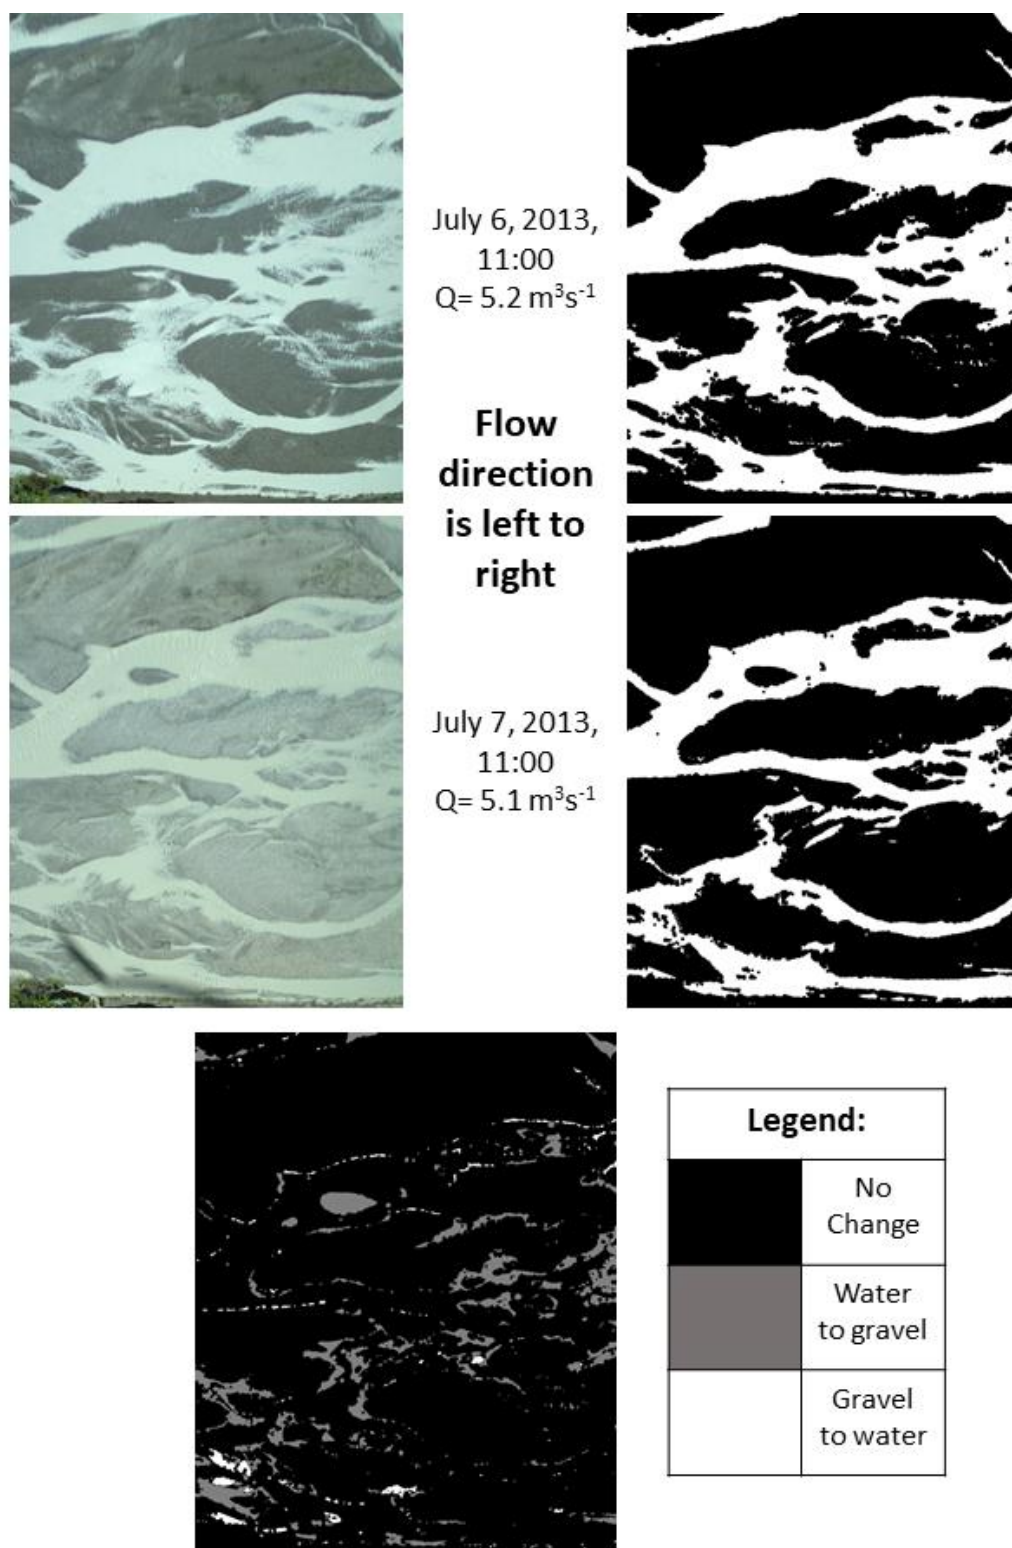 July 6, 2013,
11:00
Q= 5.2 m³s⁻¹
Flow
direction
is left to
right
July 7, 2013,
11:00
Q= 5.1 m³s⁻¹
Legend:
No
Change
Water
to gravel
Gravel
to water